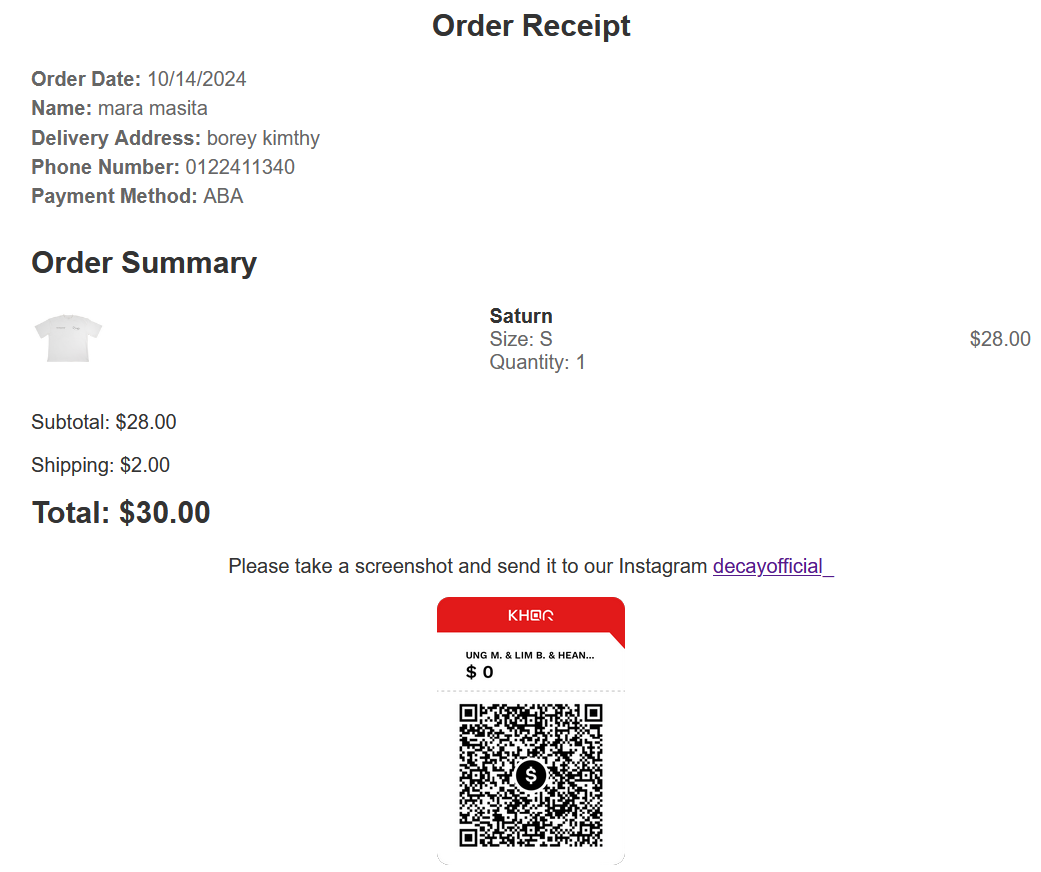 Order Receipt
Order Date: 10/14/2024
Name: mara masita
Delivery Address: borey kimthy
Phone Number: 0122411340
Payment Method: ABA
Order Summary
Saturn
Size: S
$28.00
Quantity: 1
Subtotal: $28.00
Shipping: $2.00
Total: $30.00
Please take a screenshot and send it to our Instagram decayofficial_
KHQR
UNG M. & LIM B. & HEAN...
$ 0
$